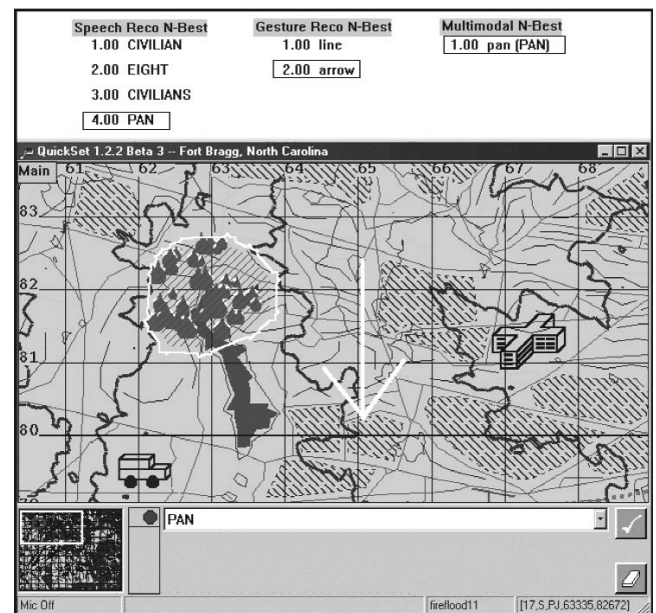 Speech Reco N-Best Gesture Reco N-Best Multimodal N-Best
1.00 CIVILIAN 1.00 line 1.00 pan (PAN)
2.00 EIGHT 2.00 arrow
3.00 CIVILIANS
4.00 PAN
QuickSet 1.2.2 Beta 3 -- Fort Bragg, North Carolina
Main 61 62 63 64 65 66 67 68
83
82
81
80
PAN
Mic Off fireflood11 [17,S,PJ,63335,82672]